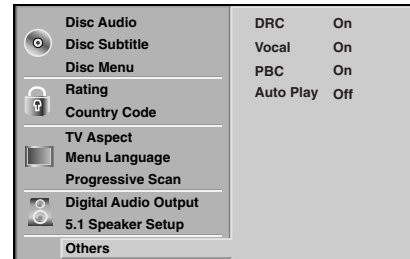 Disc Audio
Disc Subtitle
Disc Menu
Rating
Country Code
TV Aspect
Menu Language
Progressive Scan
Digital Audio Output
5.1 Speaker Setup
Others
DRC On
Vocal On
PBC On
Auto Play Off